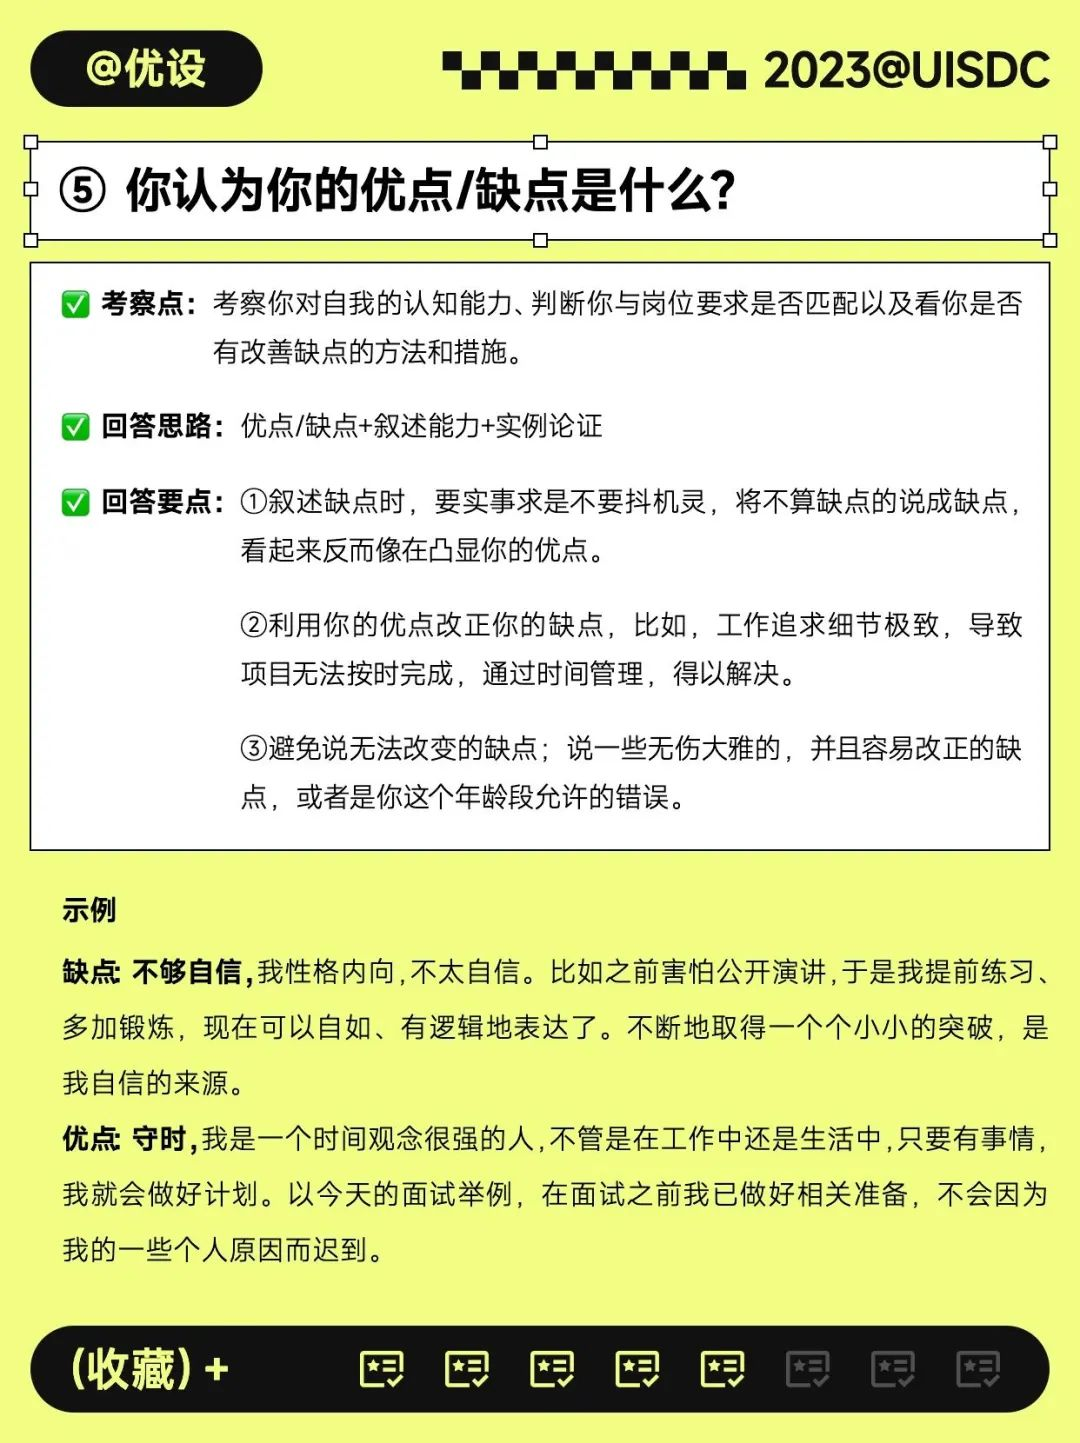 @优设
2023@UISDC
⑤ 你认为你的优点/缺点是什么?
✅ 考察点：考察你对自我的认知能力、判断你与岗位要求是否匹配以及看你是否
有改善缺点的方法和措施。
✅ 回答思路：优点/缺点+叙述能力+实例论证
✅ 回答要点：①叙述缺点时，要实事求是不要抖机灵，将不算缺点的说成缺点，
看起来反而像在凸显你的优点。
②利用你的优点改正你的缺点，比如，工作追求细节极致，导致
项目无法按时完成，通过时间管理，得以解决。
③避免说无法改变的缺点；说一些无伤大雅的，并且容易改正的缺
点，或者是你这个年龄段允许的错误。
示例
缺点：不够自信，我性格内向，不太自信。比如之前害怕公开演讲，于是我提前练习、
多加锻炼，现在可以自如、有逻辑地表达了。不断地取得一个个小小的突破，是
我自信的来源。
优点：守时，我是一个时间观念很强的人，不管是在工作中还是生活中，只要有事情，
我就会做好计划。以今天的面试举例，在面试之前我已做好相关准备，不会因为
我的一些个人原因而迟到。
(收藏) +